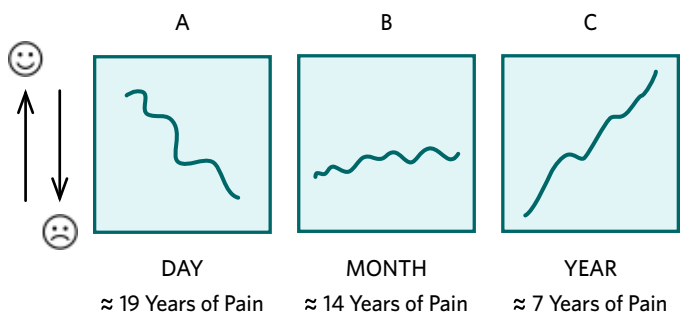 A B C
DAY MONTH YEAR
≈ 19 Years of Pain ≈ 14 Years of Pain ≈ 7 Years of Pain